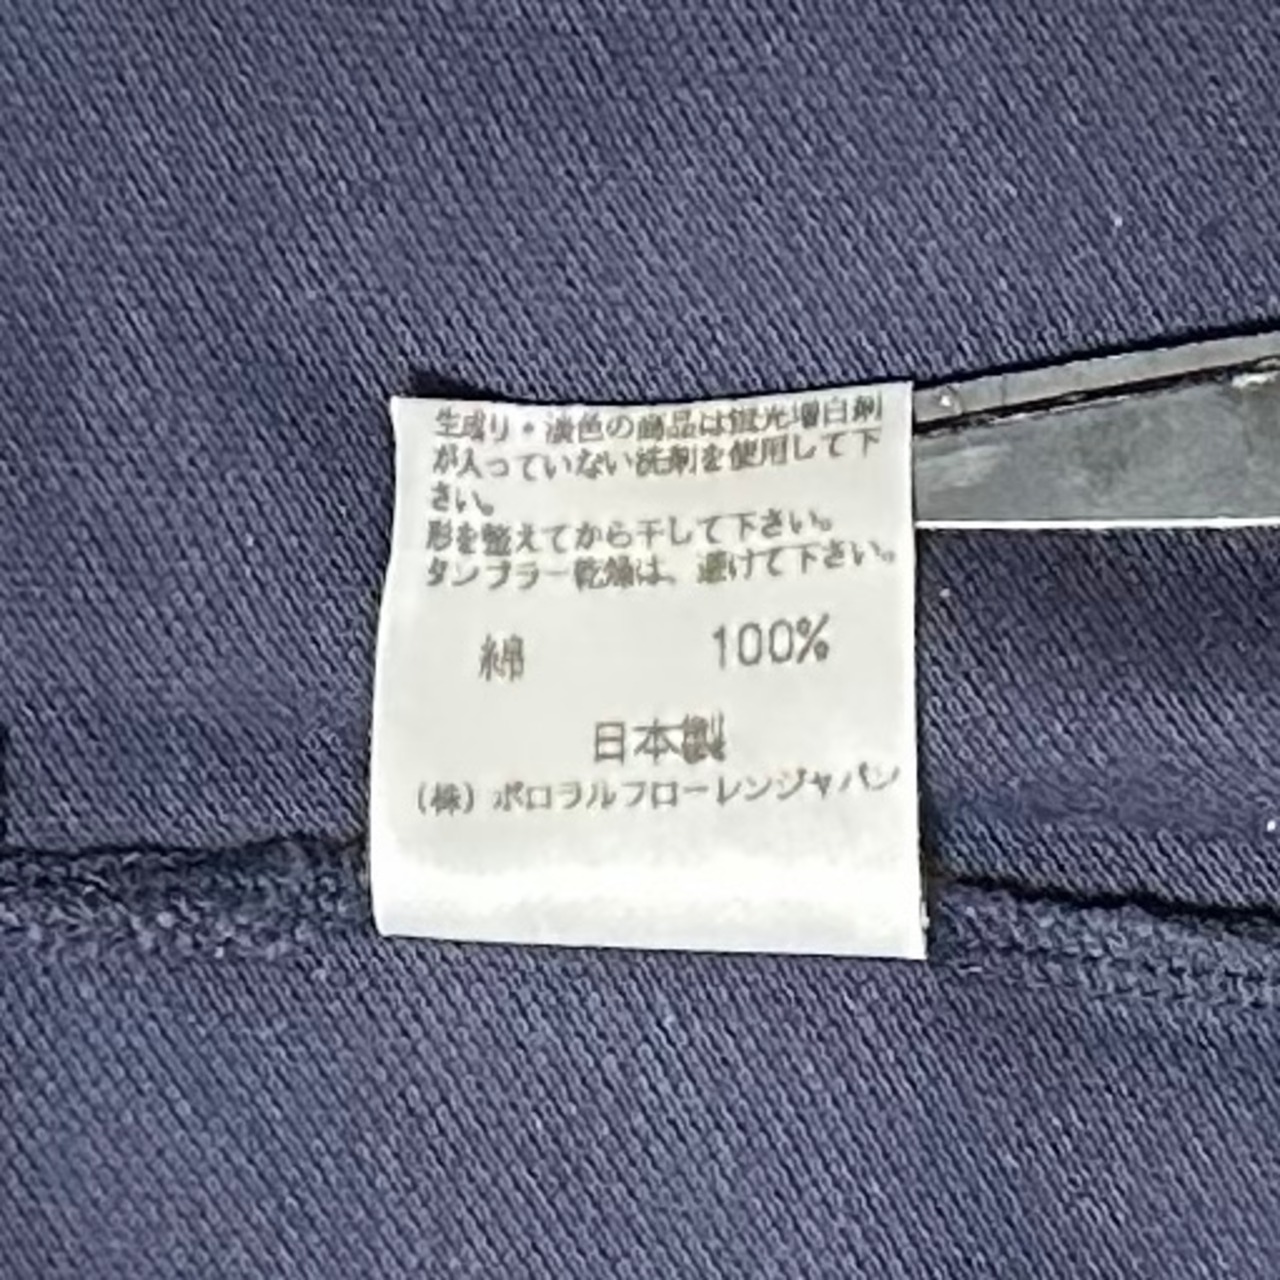 生成り・淡色の商品は蛍光増白剤
が入っていない洗剤を使用して下
さい。
形を整えてから干して下さい。
タンブラー乾燥は、避けて下さい。
綿 100%
日本製
(株)ポロラルフローレンジャパン